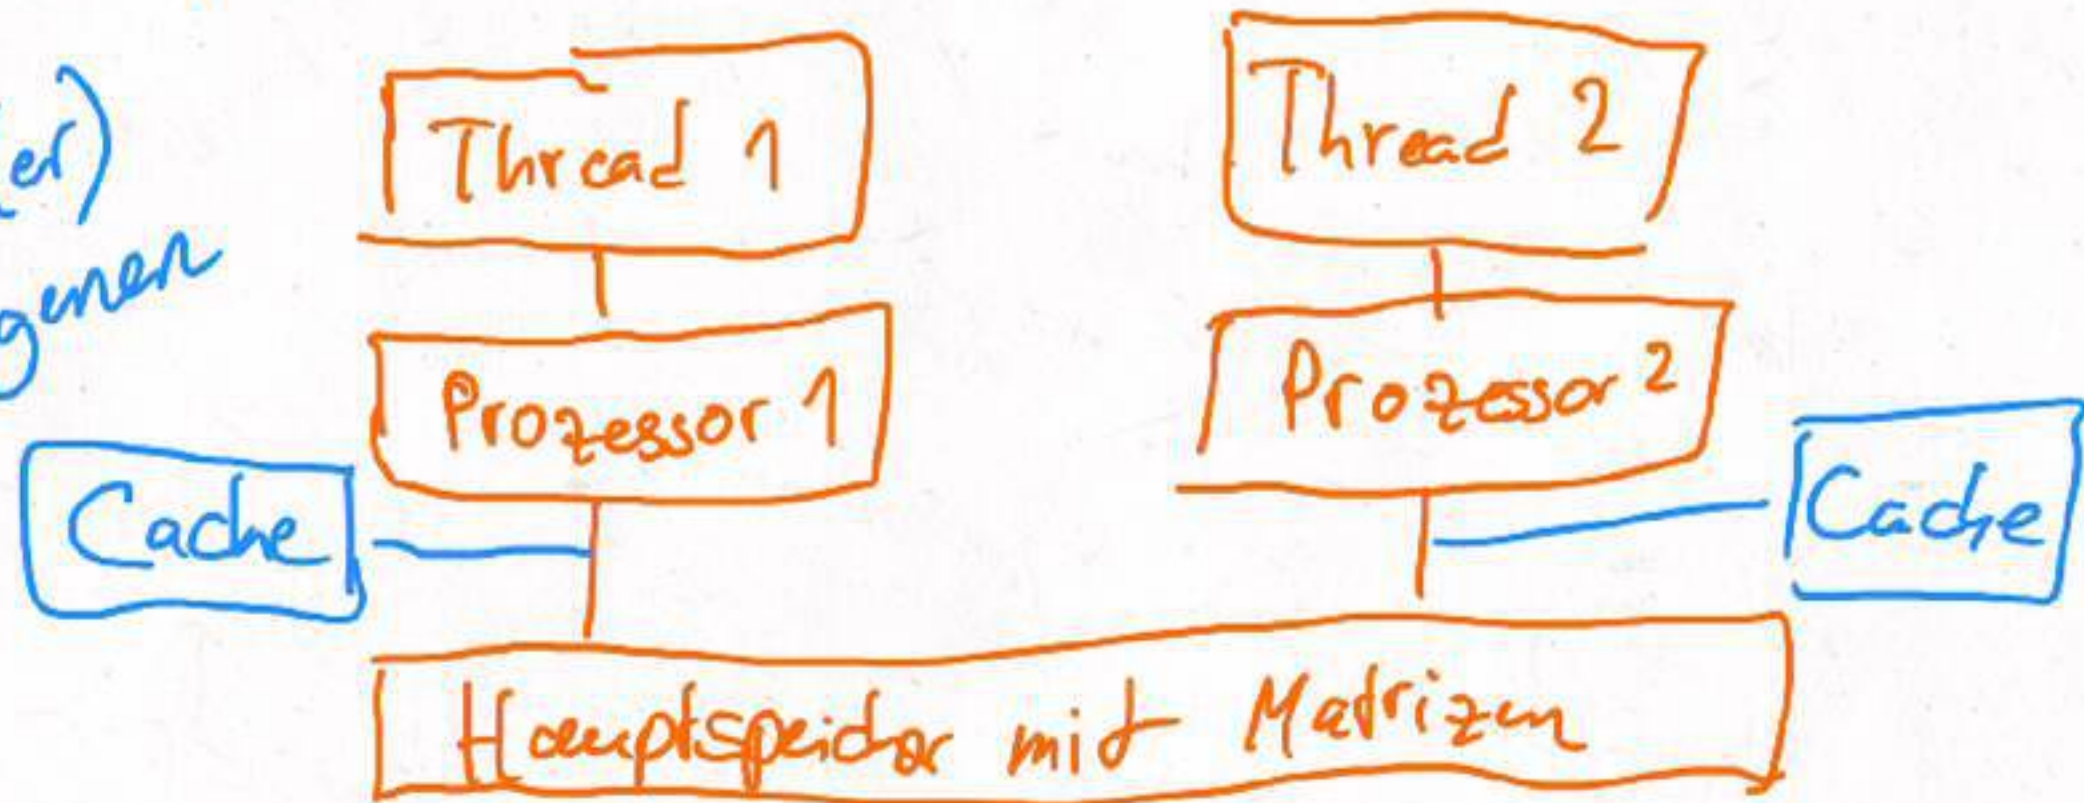 er)
genen
Thread 1
Thread 2
Prozessor 1
Prozessor 2
Cache
Cache
Hauptspeicher mit Matrizen